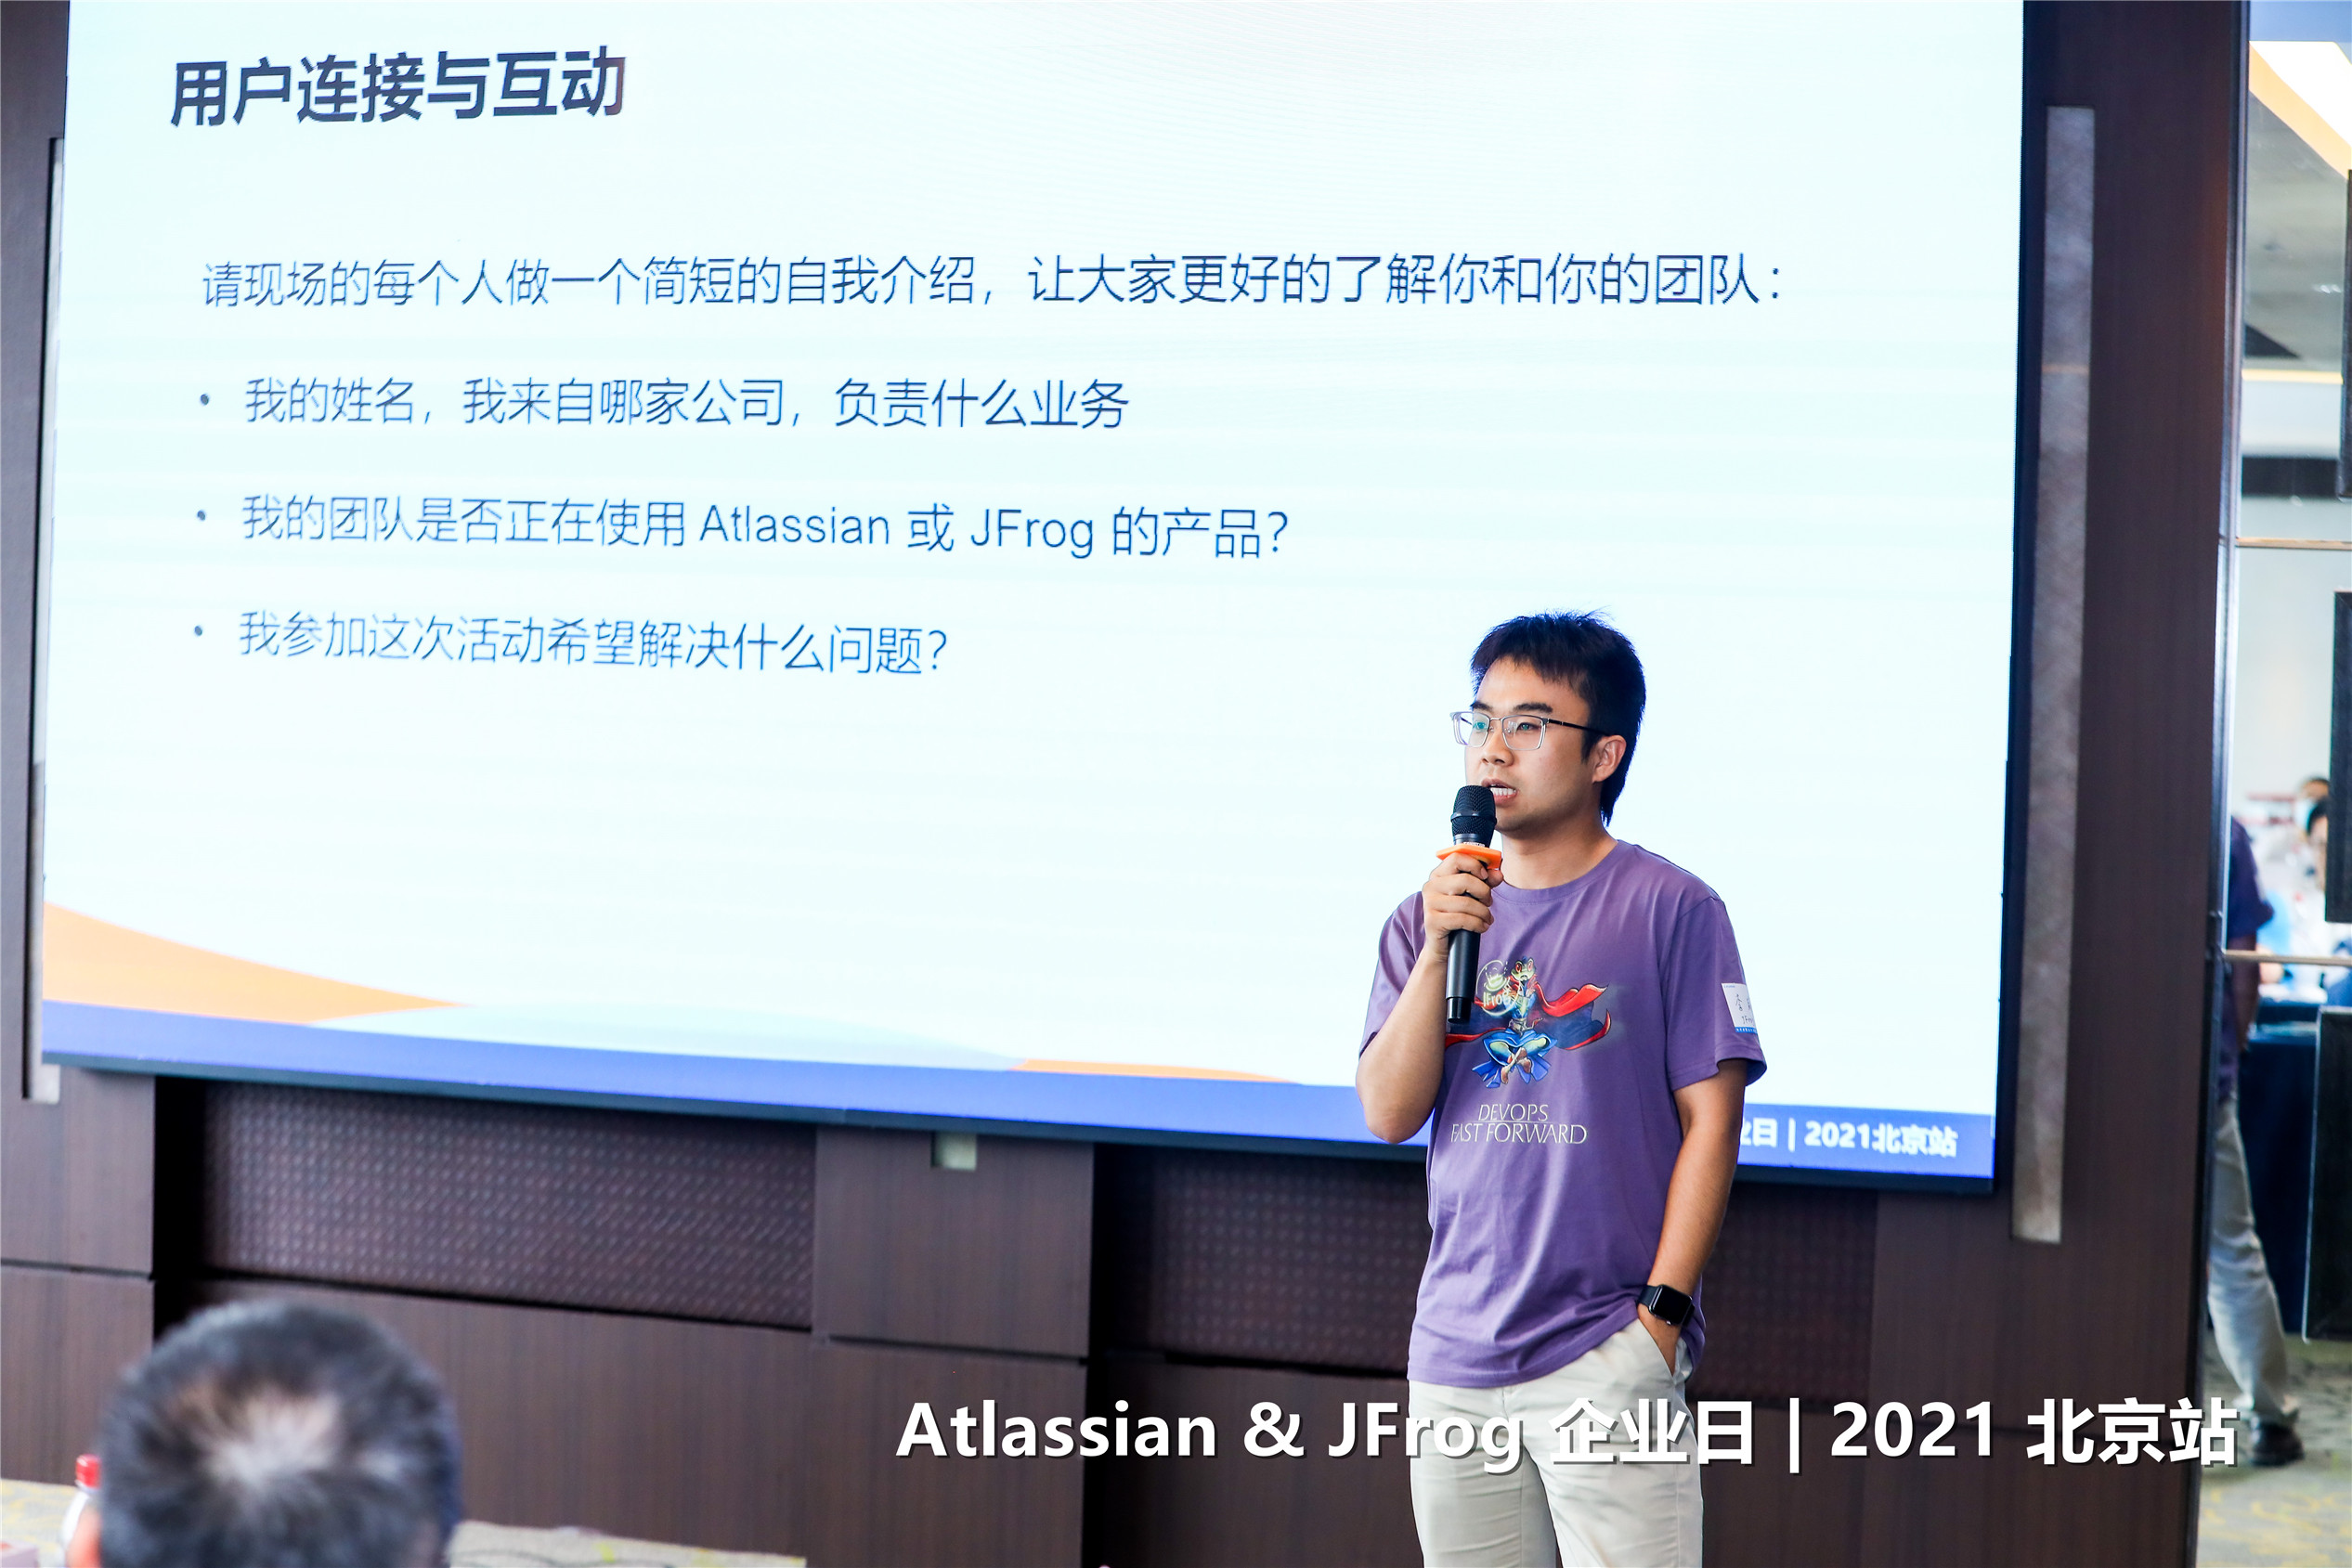 用户连接与互动
请现场的每个人做一个简短的自我介绍，让大家更好的了解你和你的团队：
• 我的姓名，我来自哪家公司，负责什么业务
• 我的团队是否正在使用 Atlassian 或 JFrog 的产品？
• 我参加这次活动希望解决什么问题？
JFrog
DEVOPS
FAST FORWARD
业日 | 2021北京站
Atlassian & JFrog 企业日 | 2021 北京站